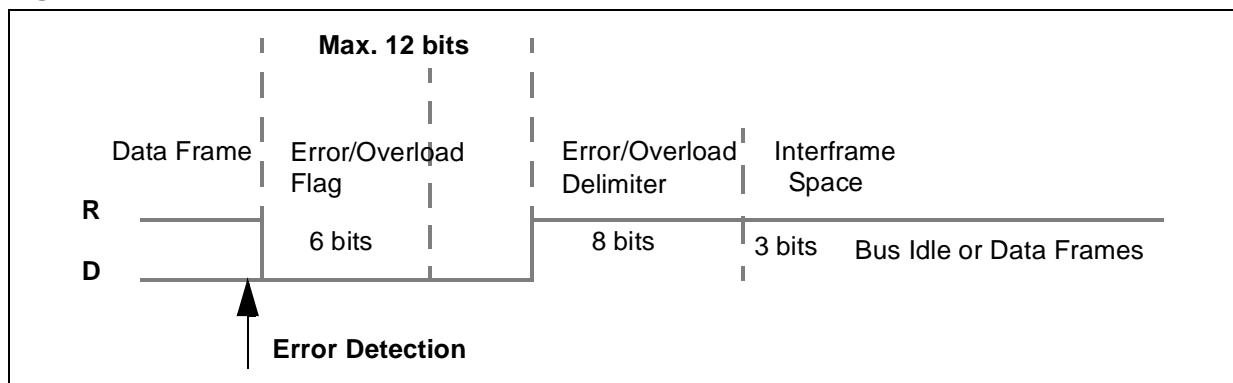 Max. 12 bits
Data Frame
Error/Overload
Flag
Error/Overload
Delimiter
Interframe
Space
R
6 bits
8 bits
3 bits
Bus Idle or Data Frames
D
Error Detection